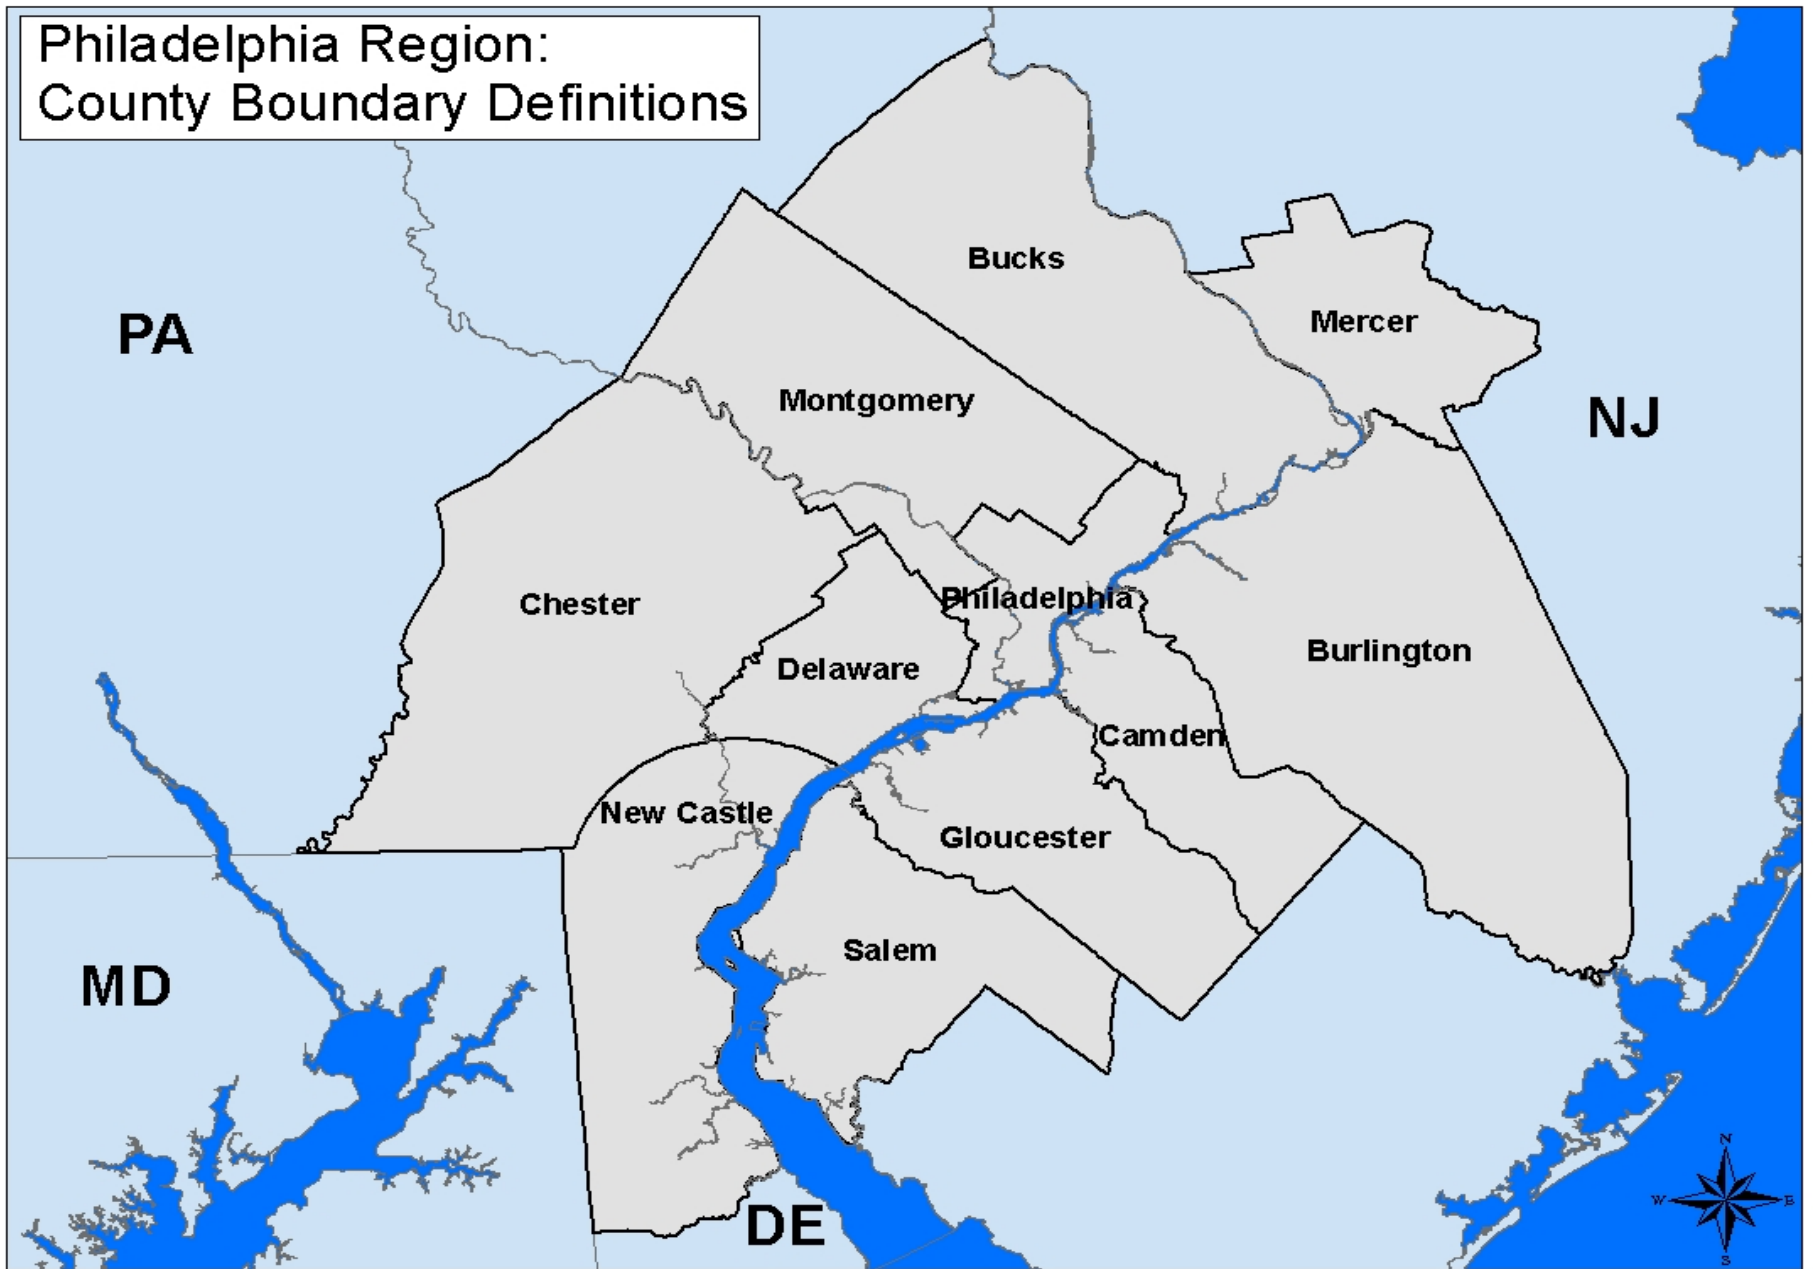 Philadelphia Region:
County Boundary Definitions
Bucks
Mercer
PA
Montgomery
NJ
Chester
Philadelphia
Burlington
Delaware
Camden
New Castle
Gloucester
Salem
MD
DE
N
W
E
S